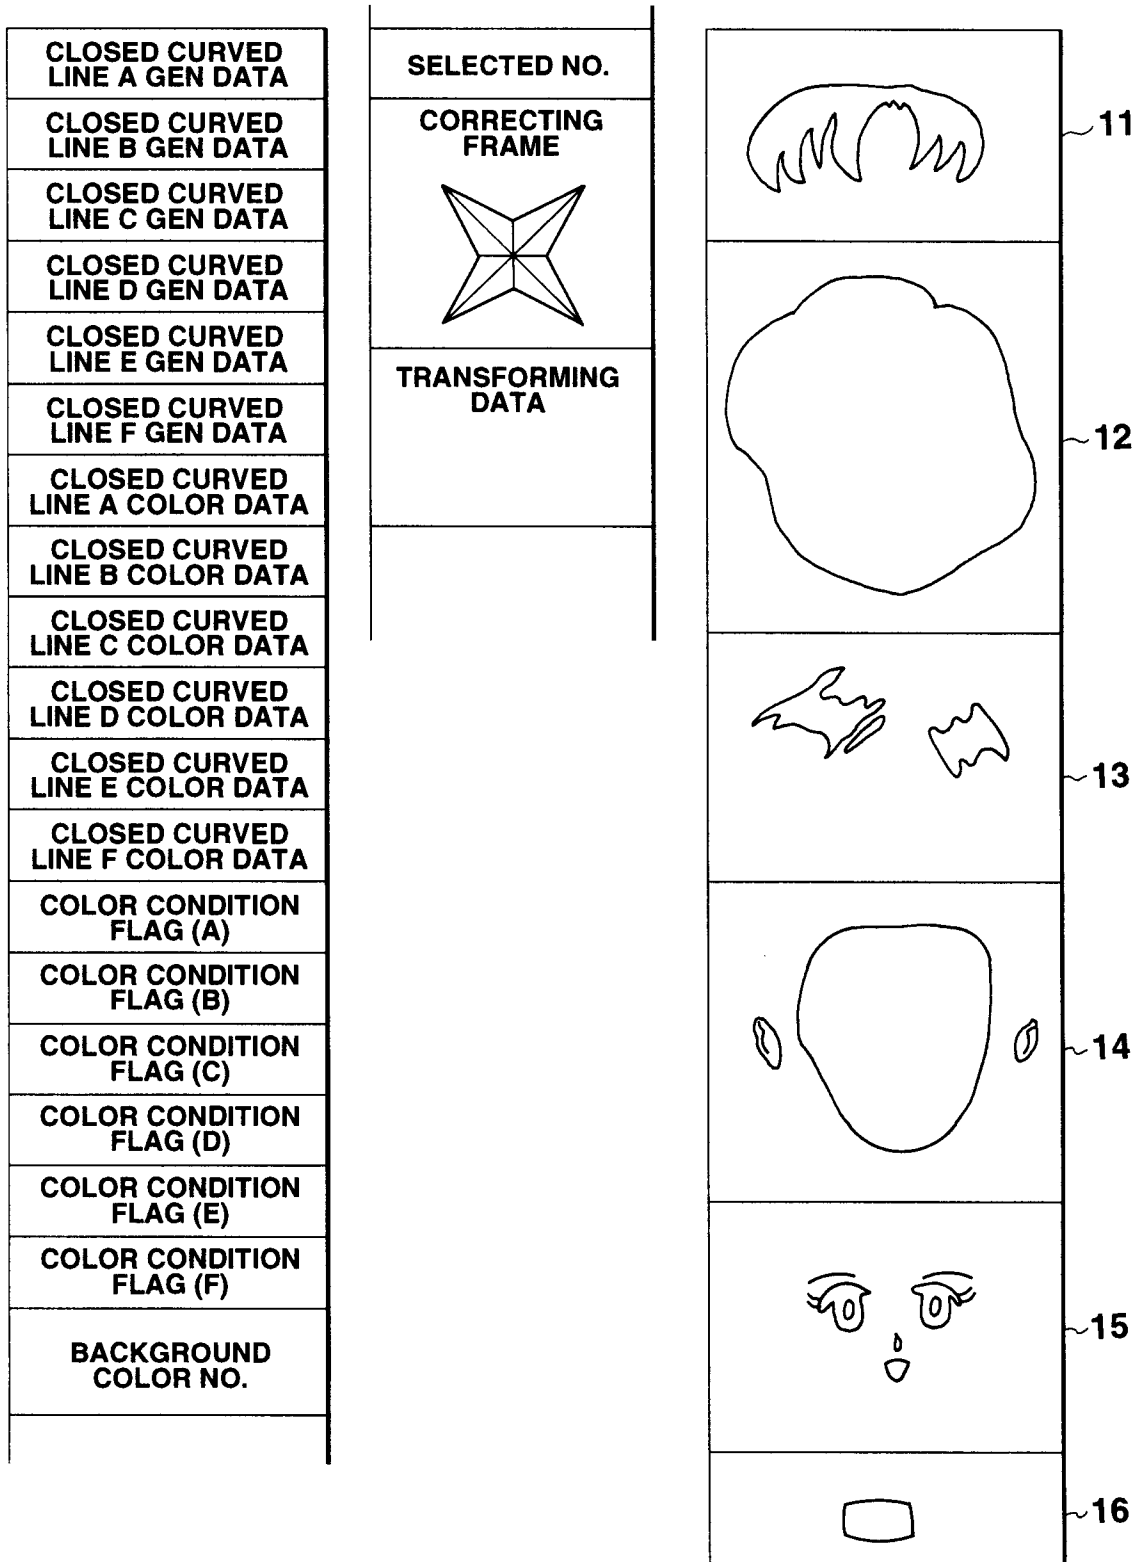 CLOSED CURVED
LINE A GEN DATA
CLOSED CURVED
LINE B GEN DATA
CLOSED CURVED
LINE C GEN DATA
CLOSED CURVED
LINE D GEN DATA
CLOSED CURVED
LINE E GEN DATA
CLOSED CURVED
LINE F GEN DATA
CLOSED CURVED
LINE A COLOR DATA
CLOSED CURVED
LINE B COLOR DATA
CLOSED CURVED
LINE C COLOR DATA
CLOSED CURVED
LINE D COLOR DATA
CLOSED CURVED
LINE E COLOR DATA
CLOSED CURVED
LINE F COLOR DATA
COLOR CONDITION
FLAG (A)
COLOR CONDITION
FLAG (B)
COLOR CONDITION
FLAG (C)
COLOR CONDITION
FLAG (D)
COLOR CONDITION
FLAG (E)
COLOR CONDITION
FLAG (F)
BACKGROUND
COLOR NO.
SELECTED NO.
CORRECTING
FRAME
TRANSFORMING
DATA
11
12
13
14
15
16